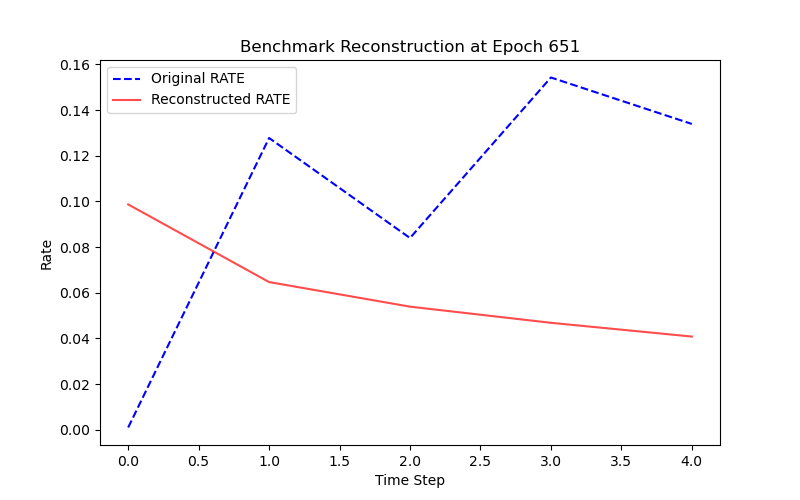 Benchmark Reconstruction at Epoch 651
Original RATE
Reconstructed RATE
Rate
0.16
0.14
0.12
0.10
0.08
0.06
0.04
0.02
0.00
0.0 0.5 1.0 1.5 2.0 2.5 3.0 3.5 4.0
Time Step